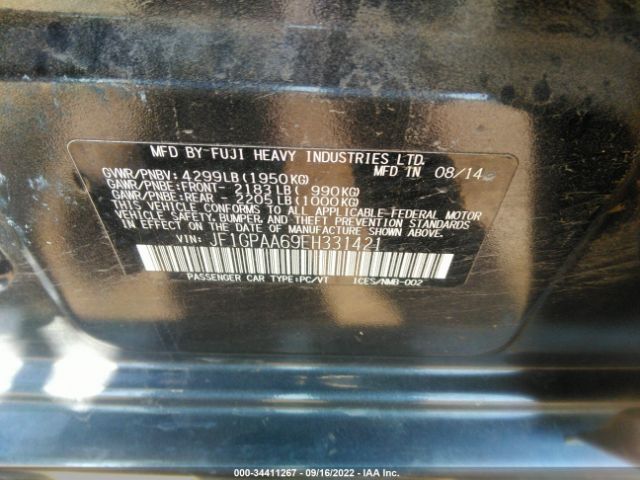 MFD BY FUJI HEAVY INDUSTRIES LTD.
GVWR/PNBV: 4299LB(1950KG) MFD TN 08/14
GAWR/PNBE:FRONT- 2183LB( 990KG)
GAWR/PNBE:REAR - 2205LB(1000KG)
THIS VEHICLE CONFORMS TO ALL APPLICABLE FEDERAL MOTOR
VEHICLE SAFETY, BUMPER, AND THEFT PREVENTION STANDARDS
IN EFFECT ON THE DATE OF MANUFACTURE SHOWN ABOVE.
VIN: JF1GPAA69EH331421
PASSENGER CAR TYPE:PC/VT ICES/NMB-002
000-34411267 - 09/16/2022 - IAA Inc.